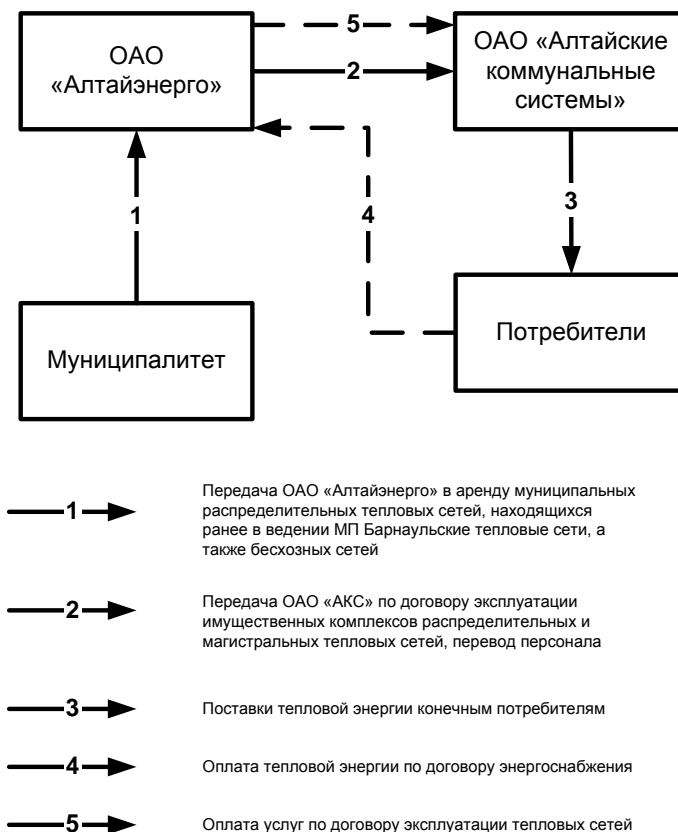 ОАО
«Алтайэнерго»
5
2
ОАО «Алтайские
коммунальные
системы»
1
4
3
Муниципалитет
Потребители
1
Передача ОАО «Алтайэнерго» в аренду муниципальных
распределительных тепловых сетей, находящихся
ранее в ведении МП Барнаульские тепловые сети, а
также бесхозных сетей
2
Передача ОАО «АКС» по договору эксплуатации
имущественных комплексов распределительных и
магистральных тепловых сетей, перевод персонала
3
Поставки тепловой энергии конечным потребителям
4
Оплата тепловой энергии по договору энергоснабжения
5
Оплата услуг по договору эксплуатации тепловых сетей